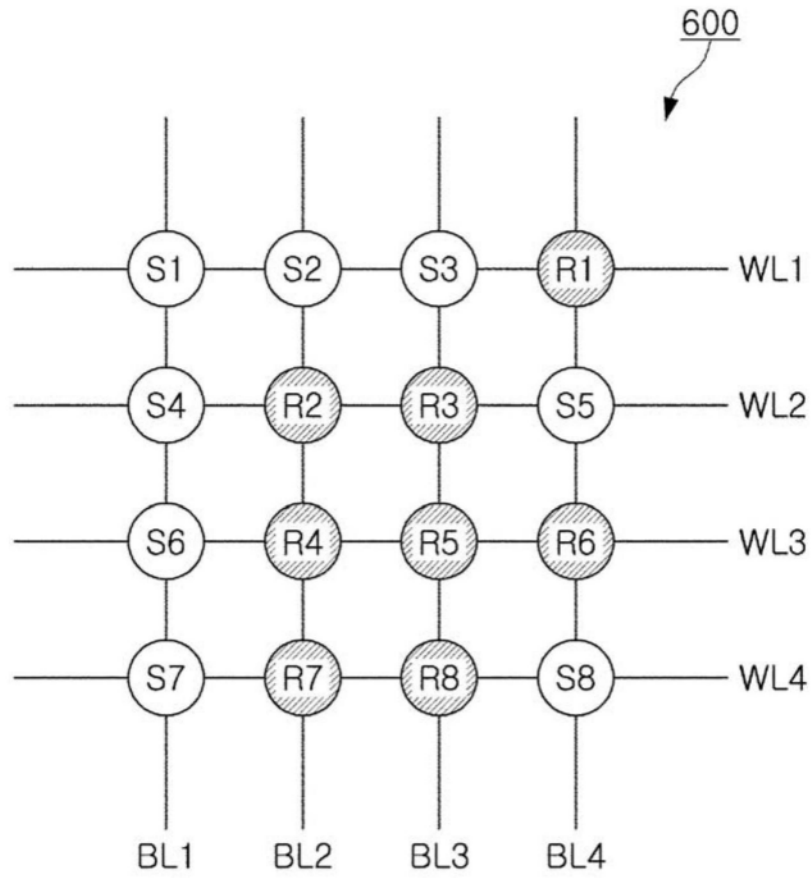 600
S1 S2 S3 R1 WL1
S4 R2 R3 S5 WL2
S6 R4 R5 R6 WL3
S7 R7 R8 S8 WL4
BL1 BL2 BL3 BL4